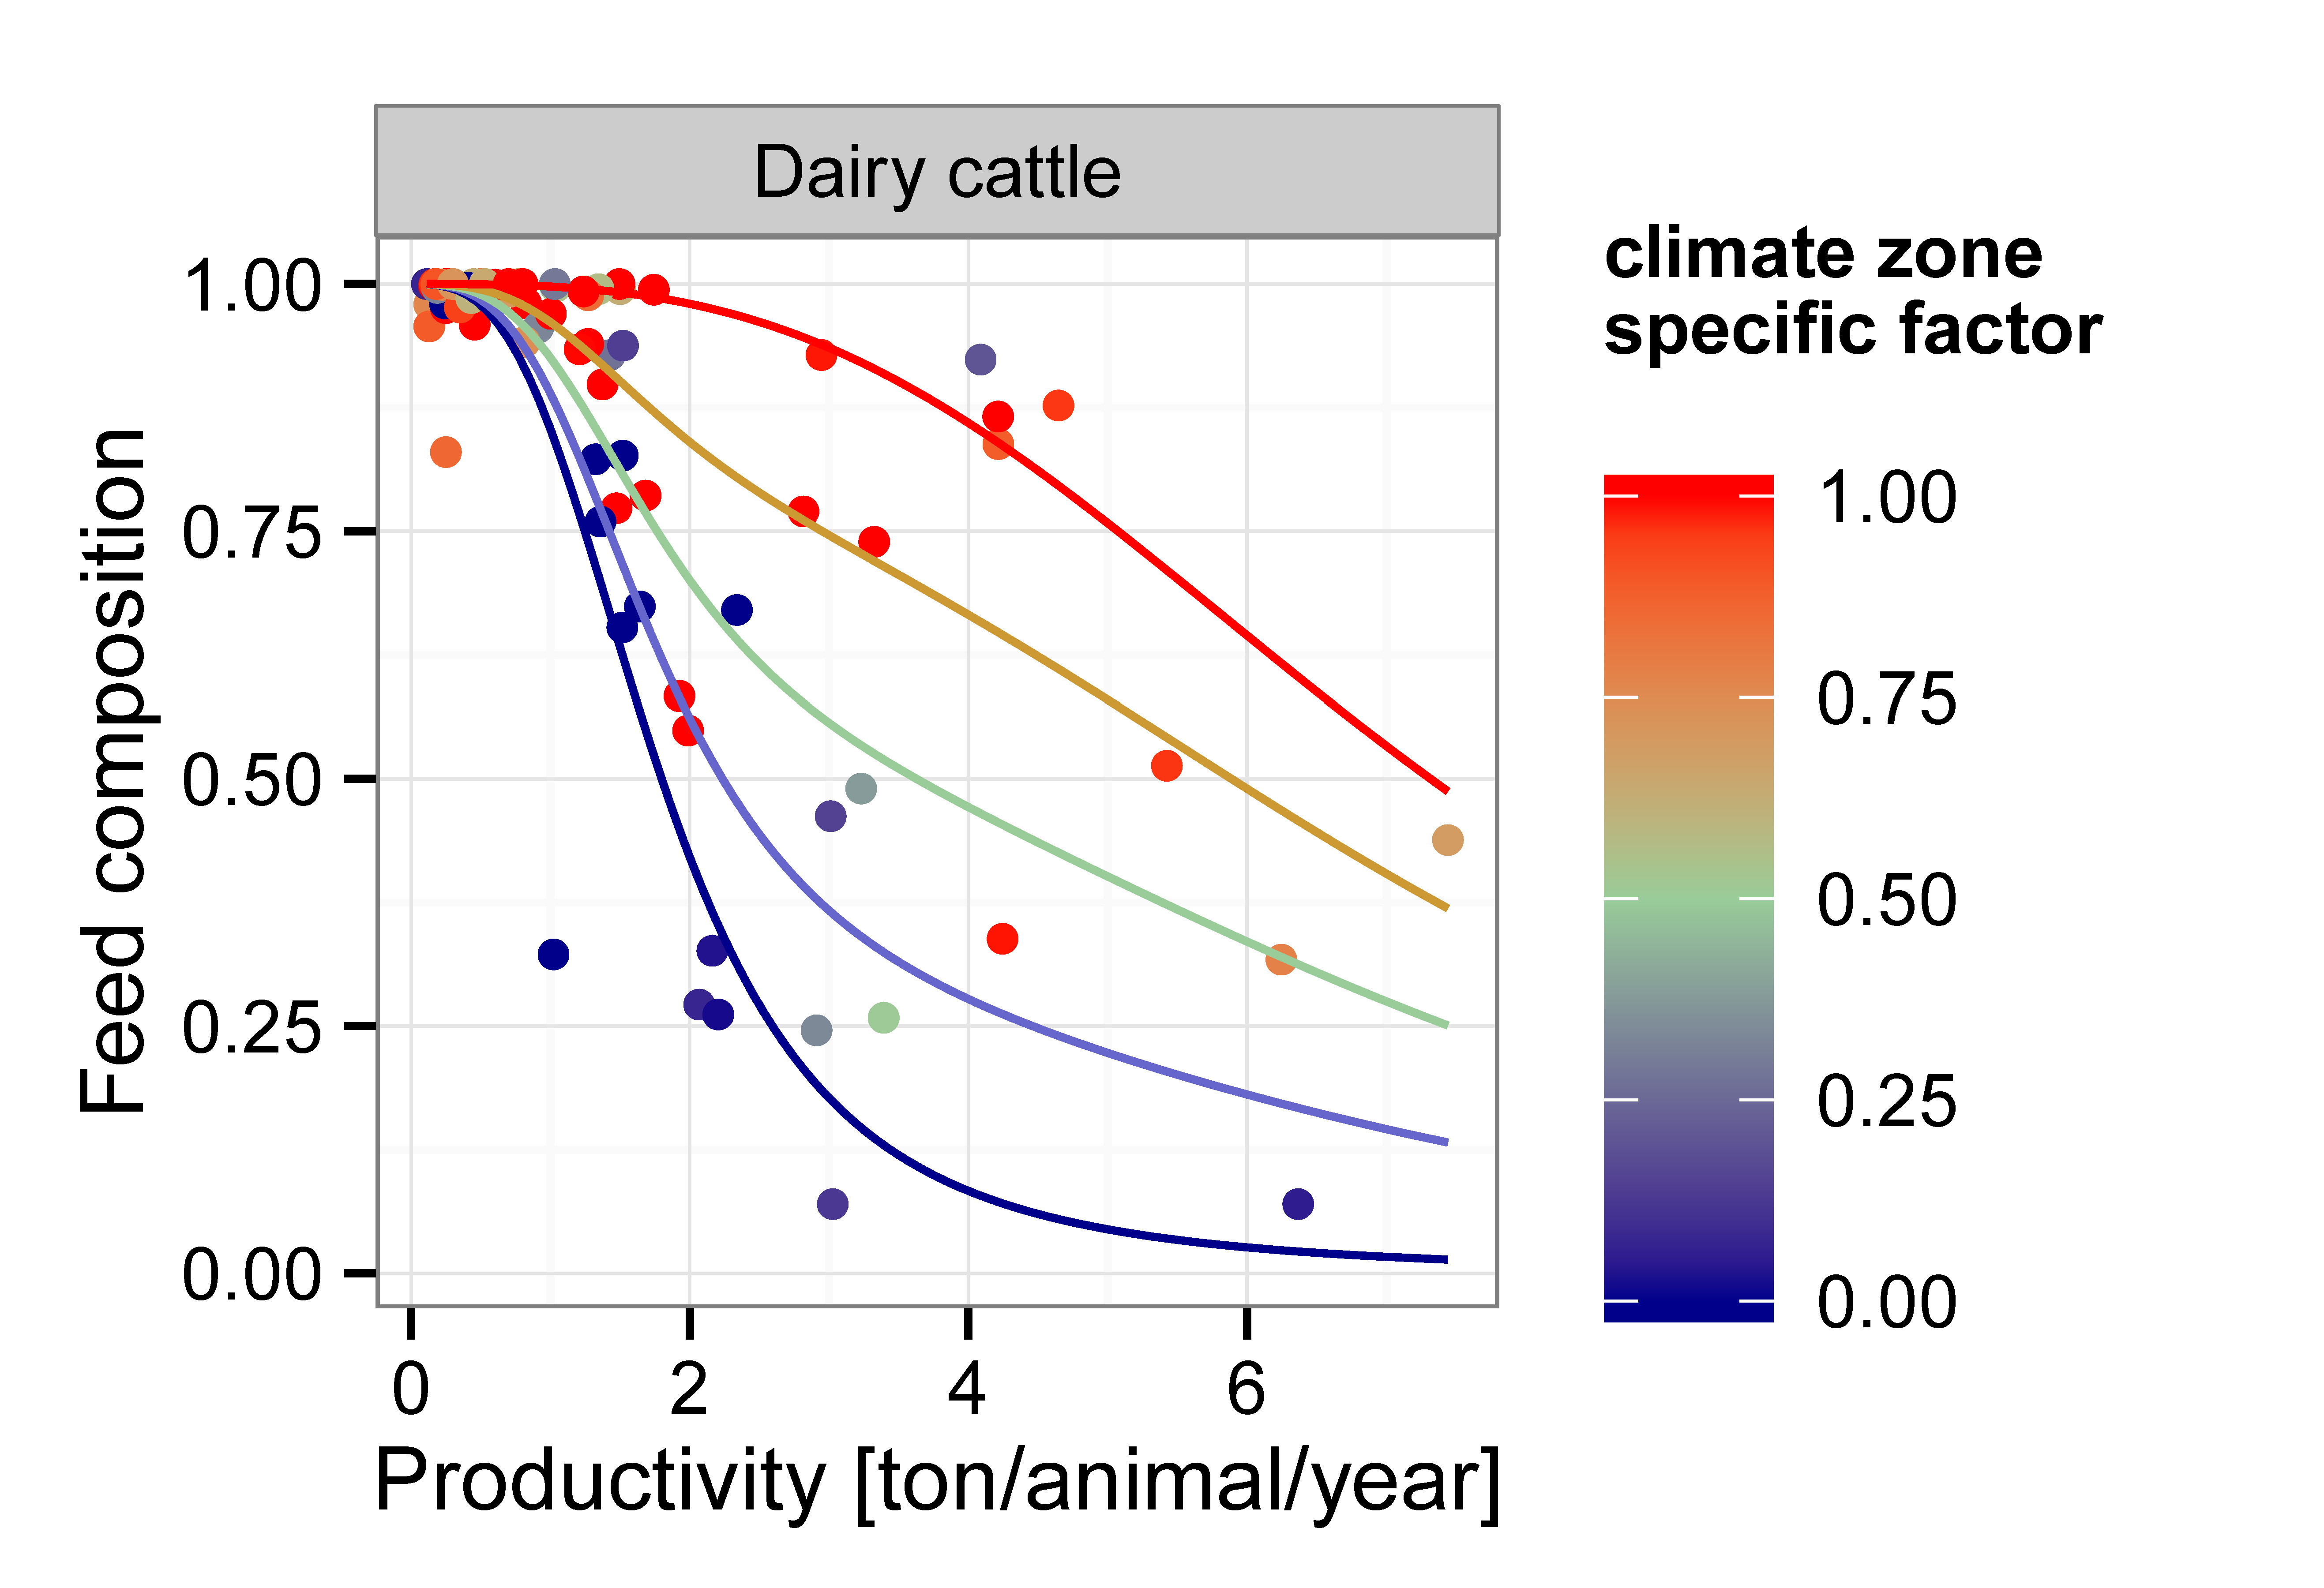 Dairy cattle
1.00
0.75
0.50
0.25
0.00
Feed composition
0
2
4
6
Productivity [ton/animal/year]
climate zone
specific factor
1.00
0.75
0.50
0.25
0.00